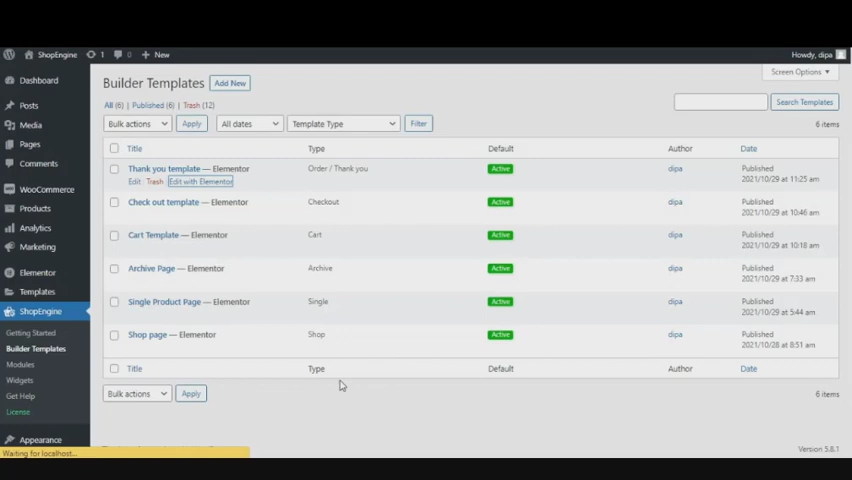 ShopEngine 1 0 New Howdy, dipa
Dashboard
Posts
Media
Pages
Comments
WooCommerce
Products
Analytics
Marketing
Elementor
Templates
ShopEngine
Getting Started
Builder Templates
Modules
Widgets
Get Help
License
Appearance
Waiting for localhost...
Screen Options
Builder Templates Add New
All (6) | Published (6) | Trash (12)
Search Templates
Bulk actions Apply All dates Template Type Filter 6 items
Title Type Default Author Date
Thank you template — Elementor Order / Thank you Active dipa Published
Edit Trash Edit with Elementor 2021/10/29 at 11:25 am
Check out template — Elementor Checkout Active dipa Published
2021/10/29 at 10:46 am
Cart Template — Elementor Cart Active dipa Published
2021/10/29 at 10:18 am
Archive Page — Elementor Archive Active dipa Published
2021/10/29 at 7:33 am
Single Product Page — Elementor Single Active dipa Published
2021/10/29 at 5:44 am
Shop page — Elementor Shop Active dipa Published
2021/10/28 at 8:51 am
Title Type Default Author Date
Bulk actions Apply 6 items
Version 5.8.1